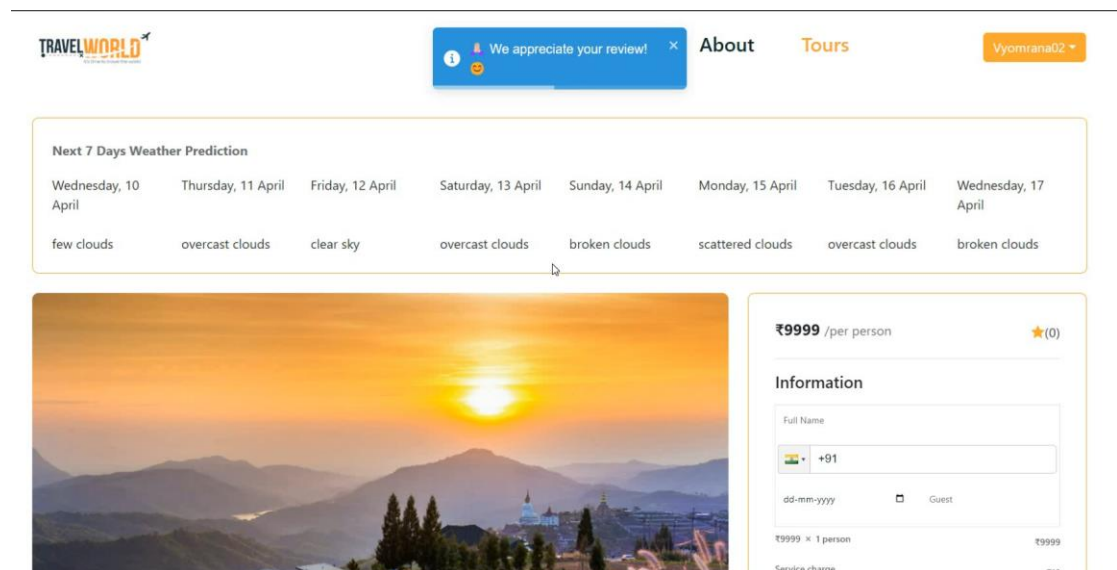 TRAVEL WORLD
We appreciate your review!
×
About
Tours
Vyomrana02
Next 7 Days Weather Prediction
Wednesday, 10 April
Thursday, 11 April
Friday, 12 April
Saturday, 13 April
Sunday, 14 April
Monday, 15 April
Tuesday, 16 April
Wednesday, 17 April
few clouds
overcast clouds
clear sky
overcast clouds
broken clouds
scattered clouds
overcast clouds
broken clouds
₹9999 /per person
(0)
Information
Full Name
+91
dd-mm-yyyy
Guest
₹9999 × 1 person
₹9999
Service charge